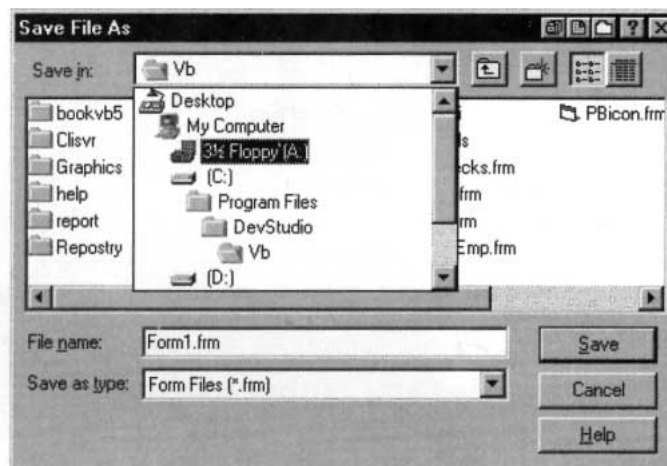 Save File As
Save in:
Vb
Desktop
My Computer
3½ Floppy (A:)
(C:)
Program Files
DevStudio
Vb
(D:)
bookvb5
Clisvr
Graphics
help
report
Repostry
PBicon.frm
ls
ecks.frm
frm
rm
Emp.frm
File name:
Form1.frm
Save
Save as type:
Form Files (*.frm)
Cancel
Help